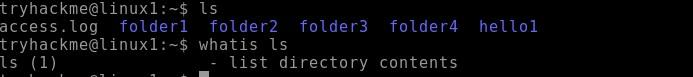 tryhackme@linux1:~$ ls
access.log  folder1  folder2  folder3  folder4  hello1
tryhackme@linux1:~$ whatis ls
ls (1)               - list directory contents
tryhackme@linux1:~$